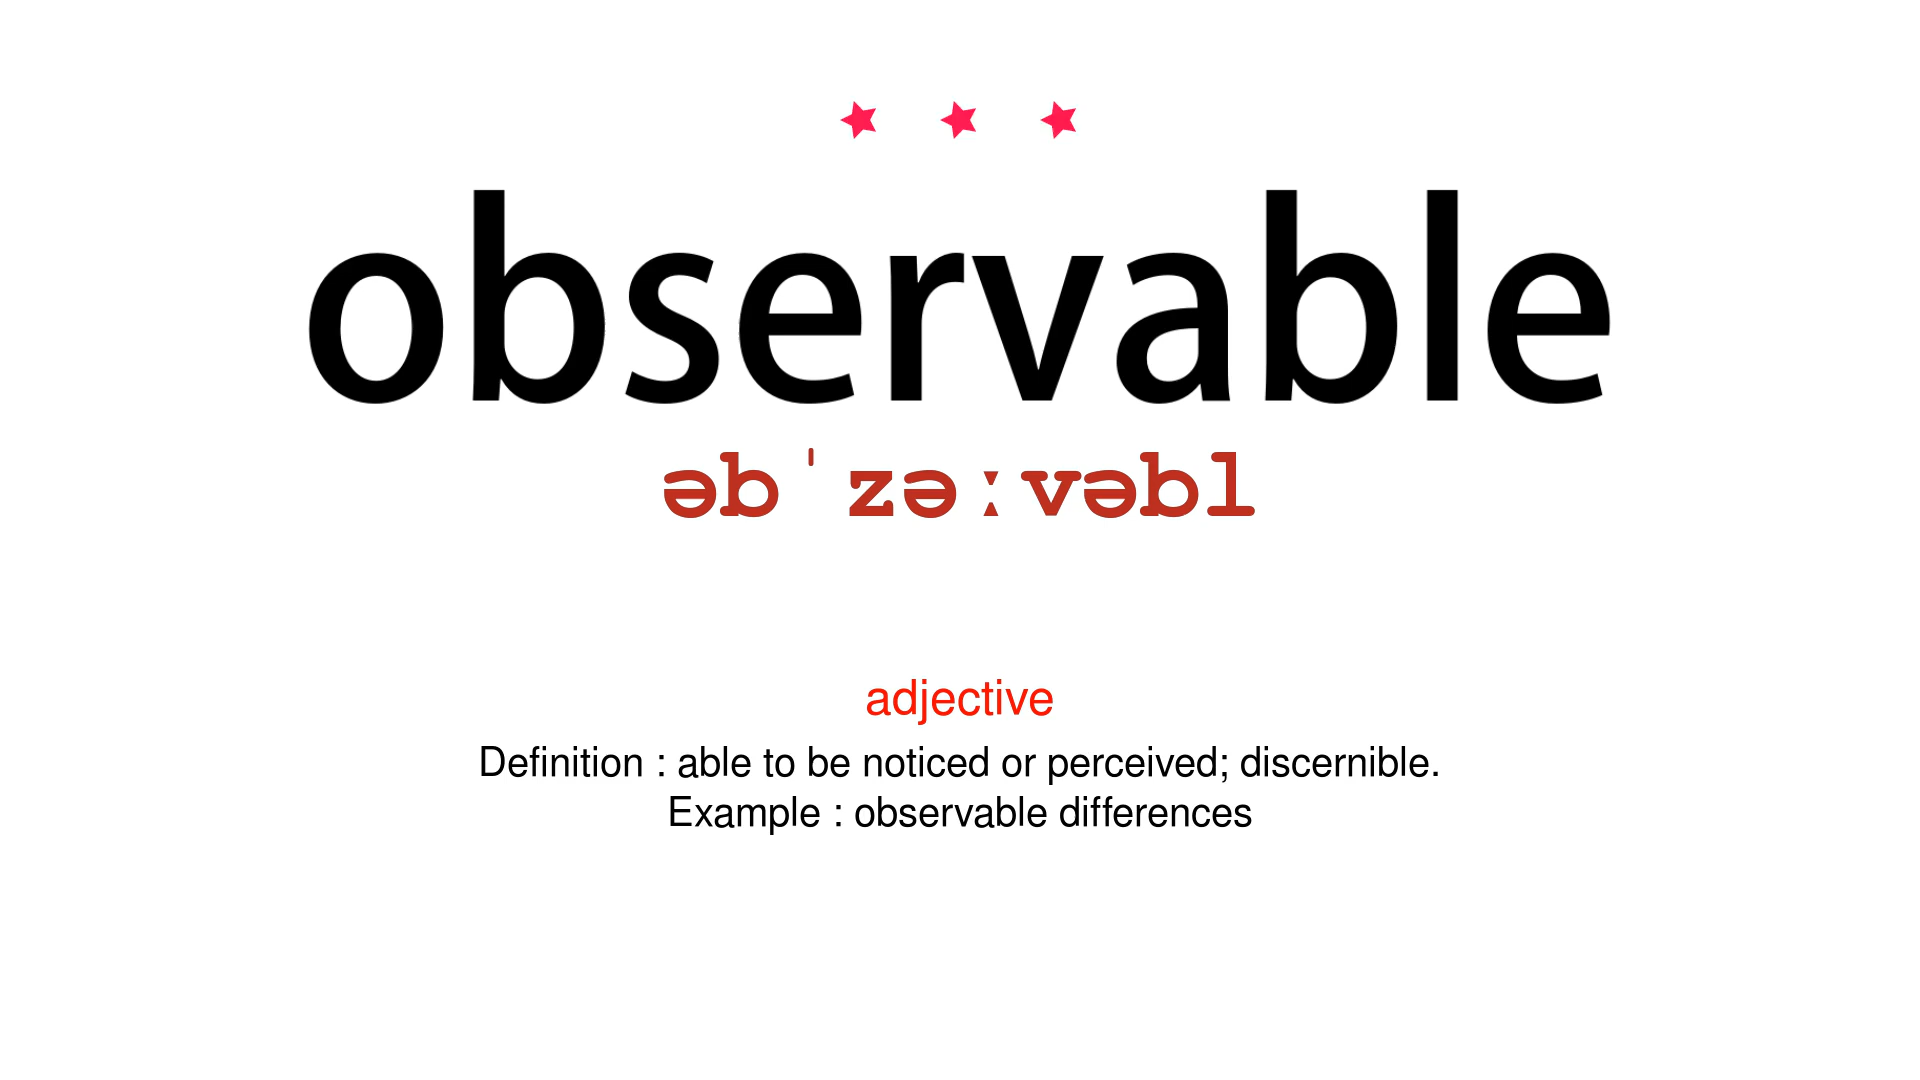 observable
əbˈzəːvəbl
adjective
Definition : able to be noticed or perceived; discernible.
Example : observable differences